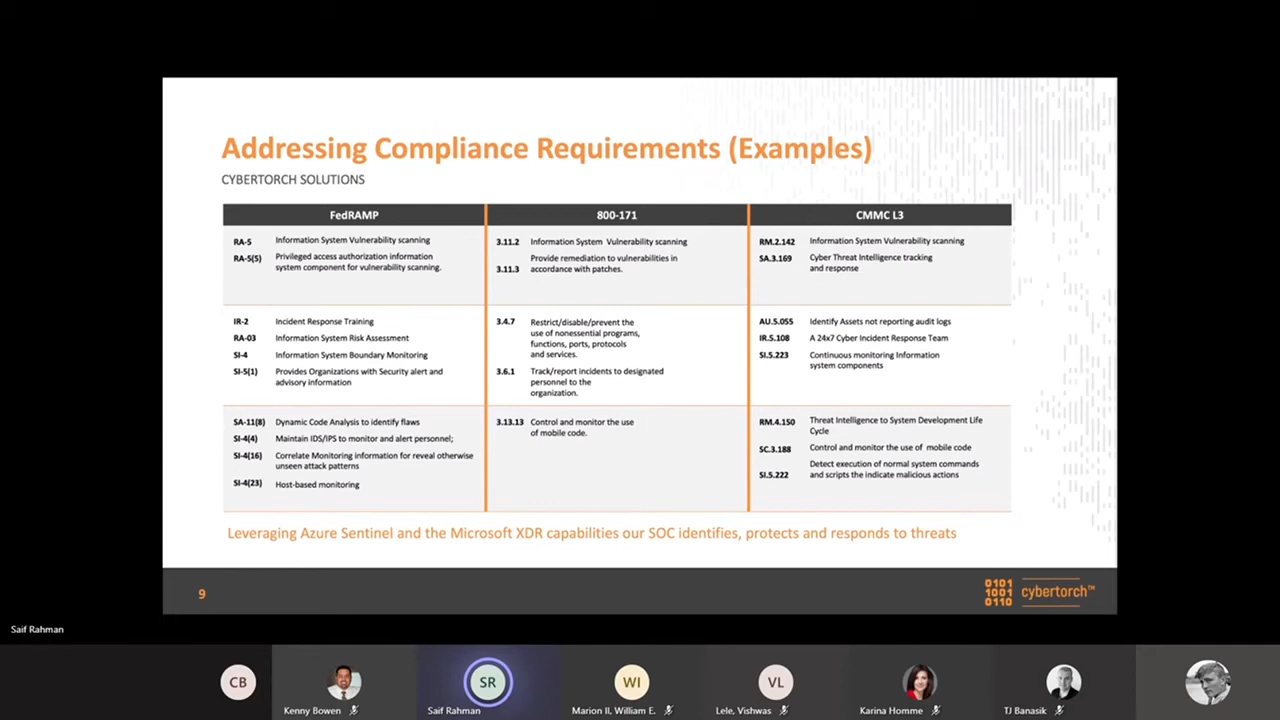 Addressing Compliance Requirements (Examples)
CYBERTORCH SOLUTIONS
FedRAMP
800-171
CMMC L3
RA-5 Information System Vulnerability scanning
RA-5(5) Privileged access authorization information
system component for vulnerability scanning.
3.11.2 Information System Vulnerability scanning
3.11.3 Provide remediation to vulnerabilities in
accordance with patches.
RM.2.142 Information System Vulnerability scanning
SA.3.169 Cyber Threat Intelligence tracking
and response
IR-2 Incident Response Training
RA-03 Information System Risk Assessment
SI-4 Information System Boundary Monitoring
SI-5(1) Provides Organizations with Security alert and
advisory information
3.4.7 Restrict/disable/prevent the
use of nonessential programs,
functions, ports, protocols
and services.
3.6.1 Track/report incidents to designated
personnel to the
organization.
AU.5.055 Identify Assets not reporting audit logs
IR.5.108 A 24x7 Cyber Incident Response Team
SI.5.223 Continuous monitoring Information
system components
SA-11(8) Dynamic Code Analysis to identify flaws
SI-4(4) Maintain IDS/IPS to monitor and alert personnel;
SI-4(16) Correlate Monitoring information for reveal otherwise
unseen attack patterns
SI-4(23) Host-based monitoring
3.13.13 Control and monitor the use
of mobile code.
RM.4.150 Threat Intelligence to System Development Life
Cycle
SC.3.188 Control and monitor the use of mobile code
SI.5.222 Detect execution of normal system commands
and scripts the indicate malicious actions
Leveraging Azure Sentinel and the Microsoft XDR capabilities our SOC identifies, protects and responds to threats
9
0101
1001
0110
cybertorch™
Saif Rahman
CB
Kenny Bowen
SR
Saif Rahman
WI
Marion II, William E.
VL
Lele, Vishwas
Karina Homme
TJ Banasik